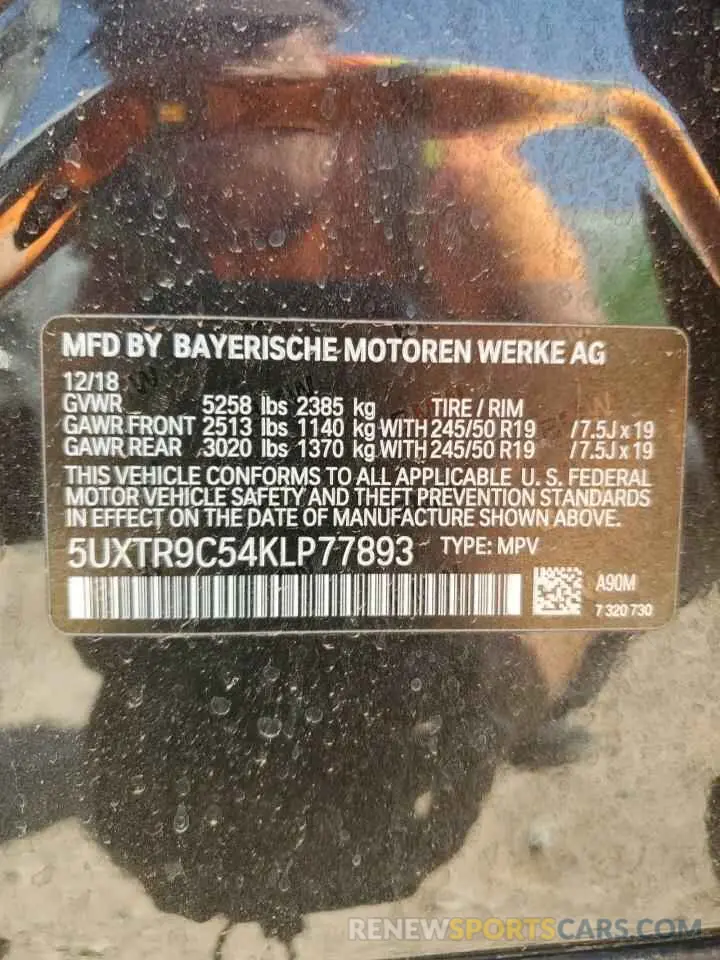 MFD BY BAYERISCHE MOTOREN WERKE AG
12/18
GVWR 5258 lbs 2385 kg TIRE / RIM
GAWR FRONT 2513 lbs 1140 kg WITH 245/50 R19 /7.5J x 19
GAWR REAR 3020 lbs 1370 kg WITH 245/50 R19 /7.5J x 19
THIS VEHICLE CONFORMS TO ALL APPLICABLE U. S. FEDERAL
MOTOR VEHICLE SAFETY AND THEFT PREVENTION STANDARDS
IN EFFECT ON THE DATE OF MANUFACTURE SHOWN ABOVE.
5UXTR9C54KLP77893 TYPE: MPV
A90M
7 320 730
RENEWSPORTSCARS.COM